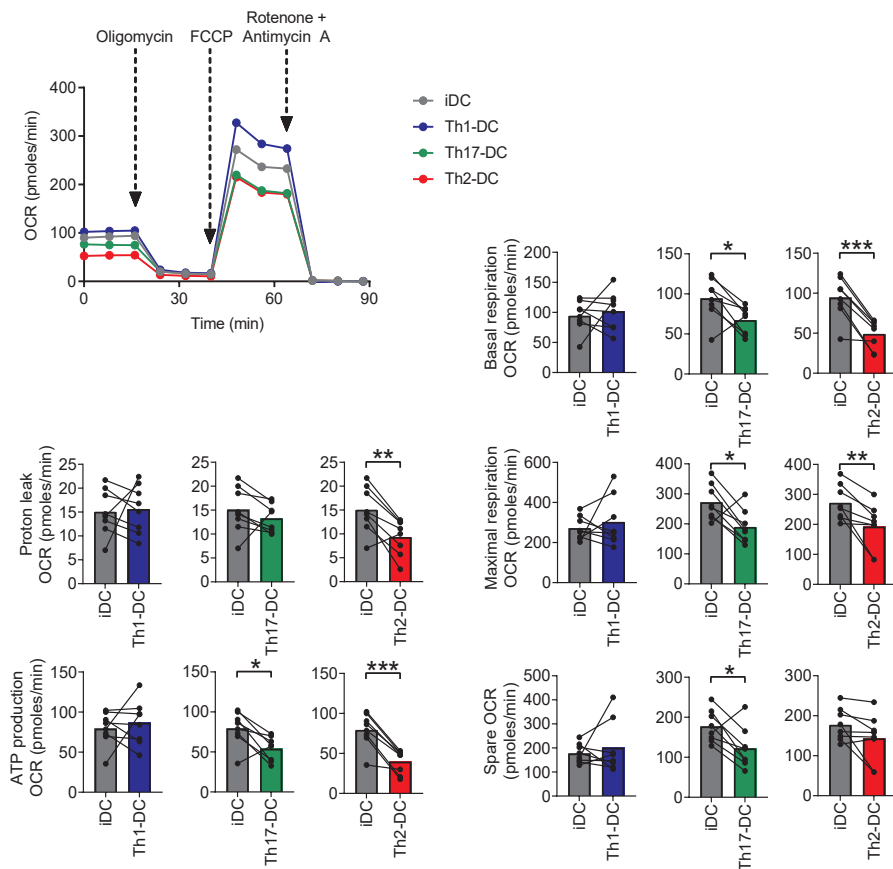 Rotenone +
Oligomycin FCCP Antimycin A
OCR (pmoles/min)
400
300
200
100
0
0 30 60 90
Time (min)
iDC
Th1-DC
Th17-DC
Th2-DC
Basal respiration
OCR (pmoles/min)
200
150
100
50
0
iDC
Th1-DC
*
150
100
50
0
iDC
Th17-DC
***
150
100
50
0
iDC
Th2-DC
Proton leak
OCR (pmoles/min)
25
20
15
10
5
0
iDC
Th1-DC
25
20
15
10
5
0
iDC
Th17-DC
**
25
20
15
10
5
0
iDC
Th2-DC
Maximal respiration
OCR (pmoles/min)
600
400
200
0
iDC
Th1-DC
*
400
300
200
100
0
iDC
Th17-DC
**
400
300
200
100
0
iDC
Th2-DC
ATP production
OCR (pmoles/min)
150
100
50
0
iDC
Th1-DC
*
150
100
50
0
iDC
Th17-DC
***
150
100
50
0
iDC
Th2-DC
Spare OCR
(pmoles/min)
500
400
300
200
100
0
iDC
Th1-DC
*
300
200
100
0
iDC
Th17-DC
300
200
100
0
iDC
Th2-DC